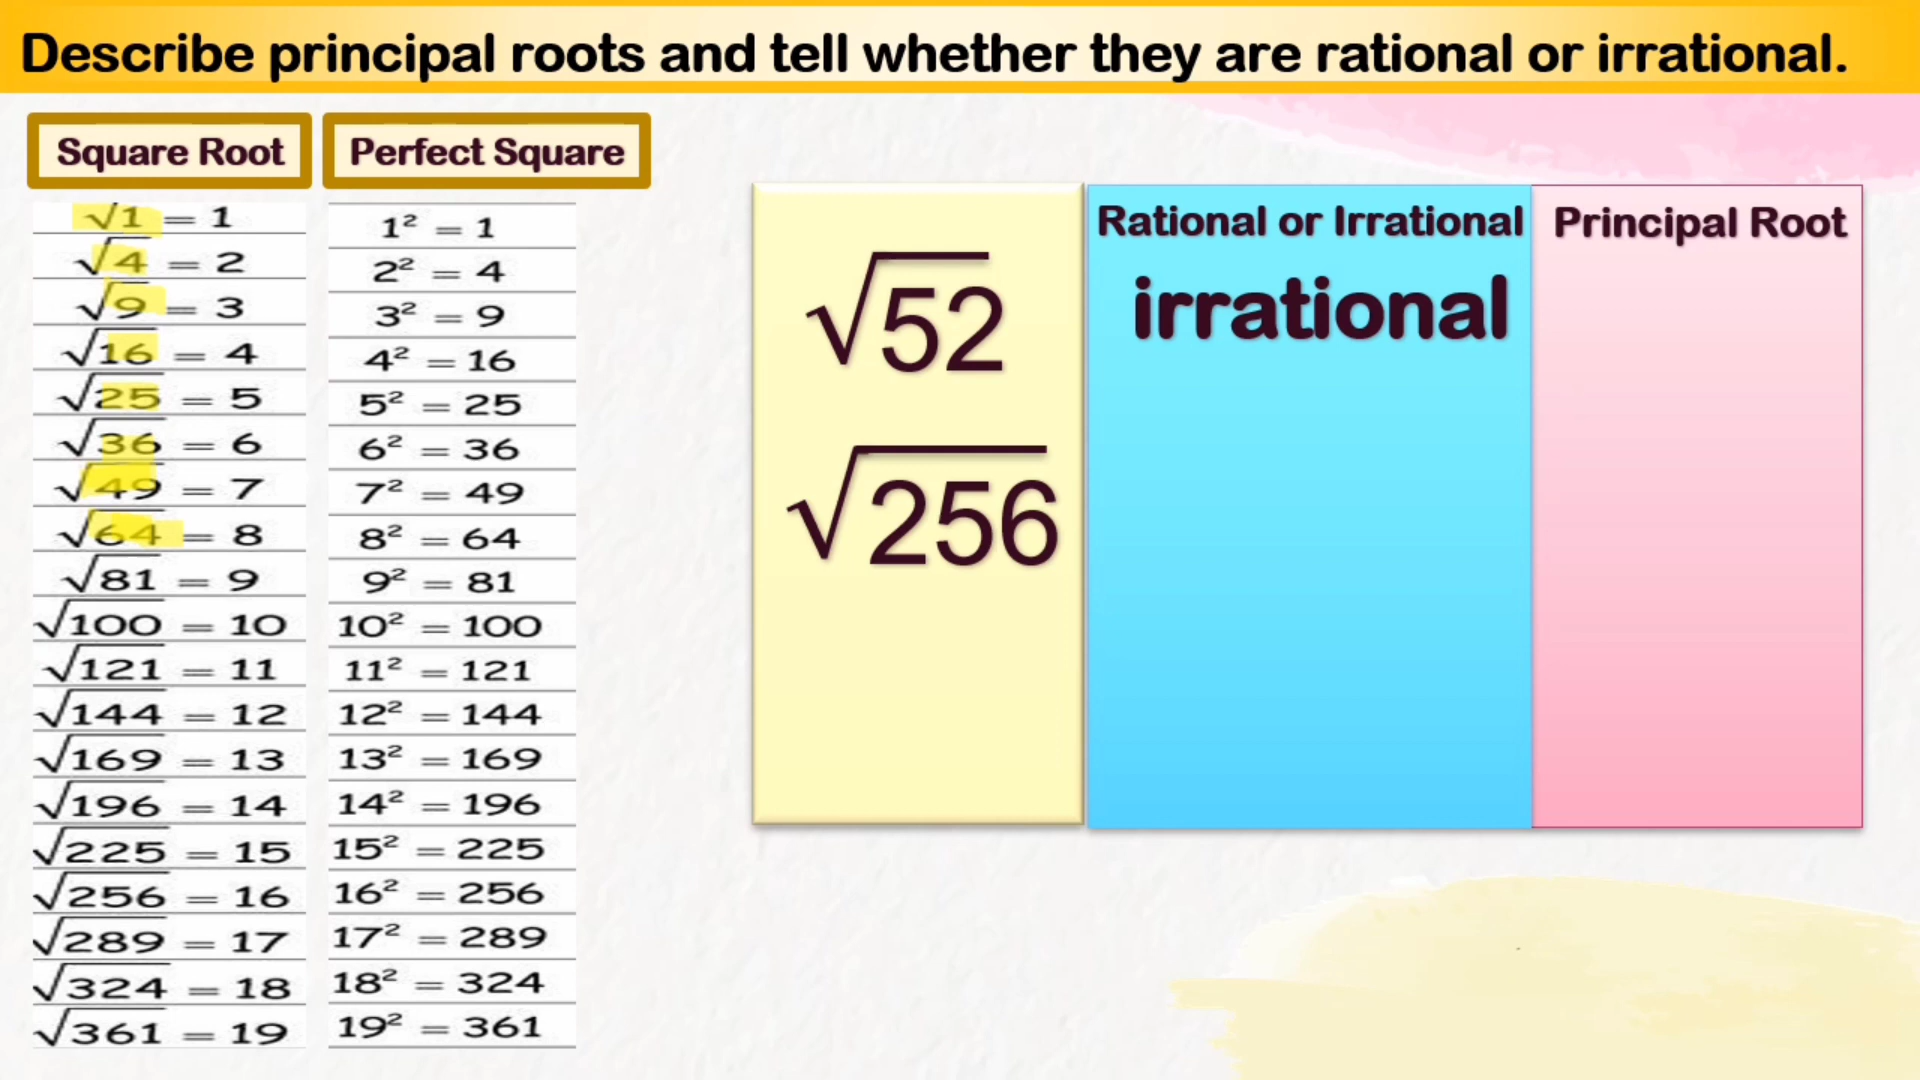 Describe principal roots and tell whether they are rational or irrational.
Square Root
√1 = 1
√4 = 2
√9 = 3
√16 = 4
√25 = 5
√36 = 6
√49 = 7
√64 = 8
√81 = 9
√100 = 10
√121 = 11
√144 = 12
√169 = 13
√196 = 14
√225 = 15
√256 = 16
√289 = 17
√324 = 18
√361 = 19
Perfect Square
1² = 1
2² = 4
3² = 9
4² = 16
5² = 25
6² = 36
7² = 49
8² = 64
9² = 81
10² = 100
11² = 121
12² = 144
13² = 169
14² = 196
15² = 225
16² = 256
17² = 289
18² = 324
19² = 361
√52
√256
Rational or Irrational
irrational
Principal Root